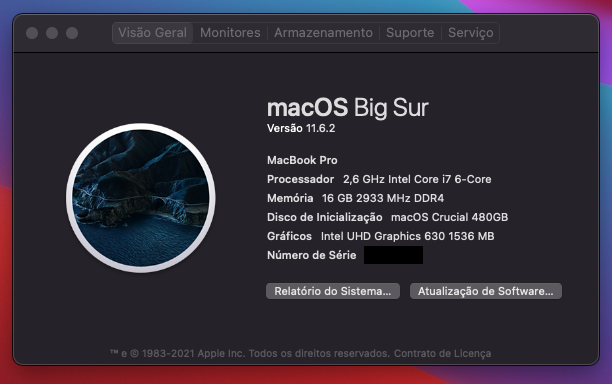 Visão Geral Monitores Armazenamento Suporte Serviço
macOS Big Sur
Versão 11.6.2
MacBook Pro
Processador 2,6 GHz Intel Core i7 6-Core
Memória 16 GB 2933 MHz DDR4
Disco de Inicialização macOS Crucial 480GB
Gráficos Intel UHD Graphics 630 1536 MB
Número de Série
Relatório do Sistema... Atualização de Software...
™ e © 1983-2021 Apple Inc. Todos os direitos reservados. Contrato de Licença